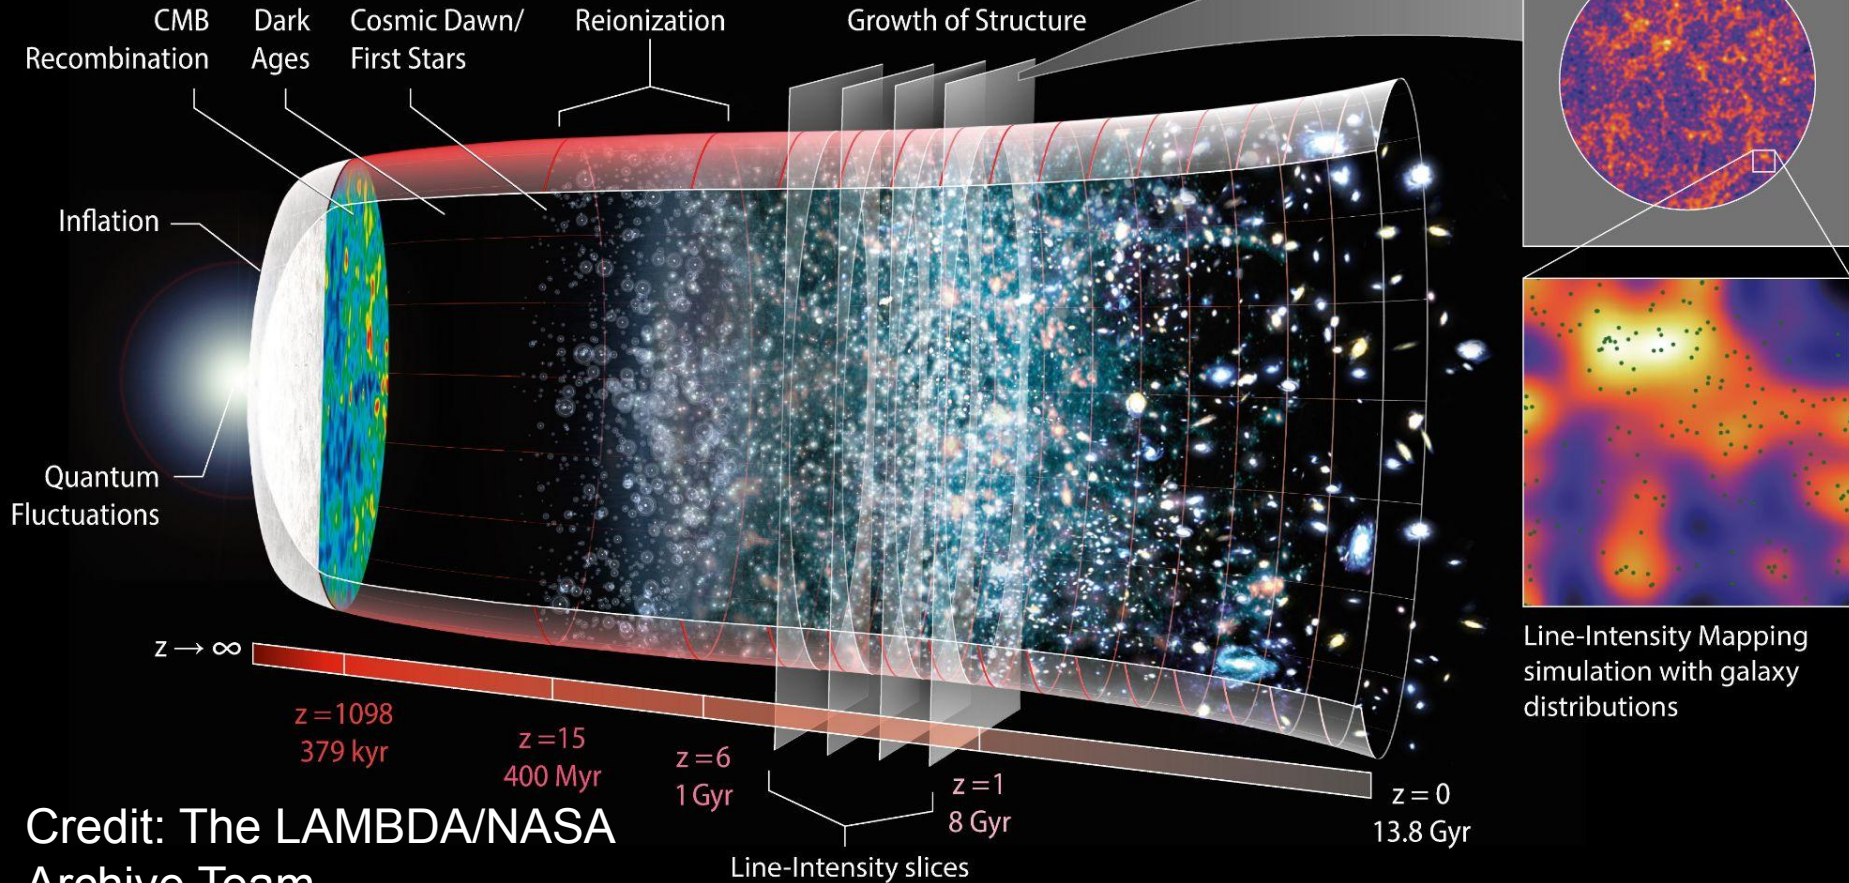 CMB
Recombination
Dark
Ages
Cosmic Dawn/
First Stars
Reionization
Growth of Structure
Inflation
Quantum
Fluctuations
z → ∞
z =1098
379 kyr
z =15
400 Myr
z = 6
1 Gyr
z = 1
8 Gyr
z = 0
13.8 Gyr
Line-Intensity slices
Line-Intensity Mapping
simulation with galaxy
distributions
Credit: The LAMBDA/NASA
Archive Team